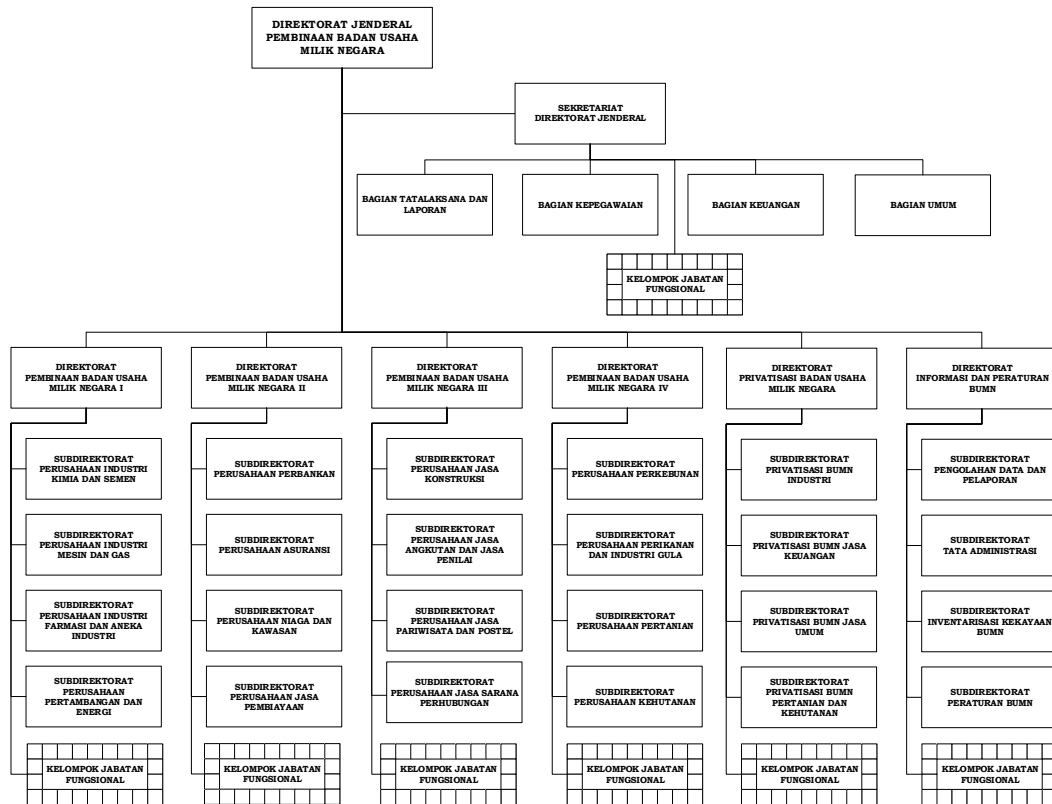 DIREKTORAT JENDERAL
PEMBINAAN BADAN USAHA
MILIK NEGARA
SEKRETARIAT
DIREKTORAT JENDERAL
BAGIAN TATALAKSANA DAN
LAPORAN
BAGIAN KEPEGAWAIAN
BAGIAN KEUANGAN
BAGIAN UMUM
KELOMPOK JABATAN
FUNGSIONAL
DIREKTORAT
PEMBINAAN BADAN USAHA
MILIK NEGARA I
DIREKTORAT
PEMBINAAN BADAN USAHA
MILIK NEGARA II
DIREKTORAT
PEMBINAAN BADAN USAHA
MILIK NEGARA III
DIREKTORAT
PEMBINAAN BADAN USAHA
MILIK NEGARA IV
DIREKTORAT
PRIVATISASI BADAN USAHA
MILIK NEGARA
DIREKTORAT
INFORMASI DAN PERATURAN
BUMN
SUBDIREKTORAT
PERUSAHAAN INDUSTRI
KIMIA DAN SEMEN
SUBDIREKTORAT
PERUSAHAAN PERBANKAN
SUBDIREKTORAT
PERUSAHAAN JASA
KONSTRUKSI
SUBDIREKTORAT
PERUSAHAAN PERKEBUNAN
SUBDIREKTORAT
PRIVATISASI BUMN
INDUSTRI
SUBDIREKTORAT
PENGOLAHAN DATA DAN
PELAPORAN
SUBDIREKTORAT
PERUSAHAAN INDUSTRI
MESIN DAN GAS
SUBDIREKTORAT
PERUSAHAAN ASURANSI
SUBDIREKTORAT
PERUSAHAAN JASA
ANGKUTAN DAN JASA
PENILAI
SUBDIREKTORAT
PERUSAHAAN PERIKANAN
DAN INDUSTRI GULA
SUBDIREKTORAT
PRIVATISASI BUMN JASA
KEUANGAN
SUBDIREKTORAT
TATA ADMINISTRASI
SUBDIREKTORAT
PERUSAHAAN INDUSTRI
FARMASI DAN ANEKA
INDUSTRI
SUBDIREKTORAT
PERUSAHAAN NIAGA DAN
KAWASAN
SUBDIREKTORAT
PERUSAHAAN JASA
PARIWISATA DAN POSTEL
SUBDIREKTORAT
PERUSAHAAN PERTANIAN
SUBDIREKTORAT
PRIVATISASI BUMN JASA
UMUM
SUBDIREKTORAT
INVENTARISASI KEKAYAAN
BUMN
SUBDIREKTORAT
PERUSAHAAN
PERTAMBANGAN DAN
ENERGI
SUBDIREKTORAT
PERUSAHAAN JASA
PEMBIAYAAN
SUBDIREKTORAT
PERUSAHAAN JASA SARANA
PERHUBUNGAN
SUBDIREKTORAT
PERUSAHAAN KEHUTANAN
SUBDIREKTORAT
PRIVATISASI BUMN
PERTANIAN DAN
KEHUTANAN
SUBDIREKTORAT
PERATURAN BUMN
KELOMPOK JABATAN
FUNGSIONAL
KELOMPOK JABATAN
FUNGSIONAL
KELOMPOK JABATAN
FUNGSIONAL
KELOMPOK JABATAN
FUNGSIONAL
KELOMPOK JABATAN
FUNGSIONAL
KELOMPOK JABATAN
FUNGSIONAL